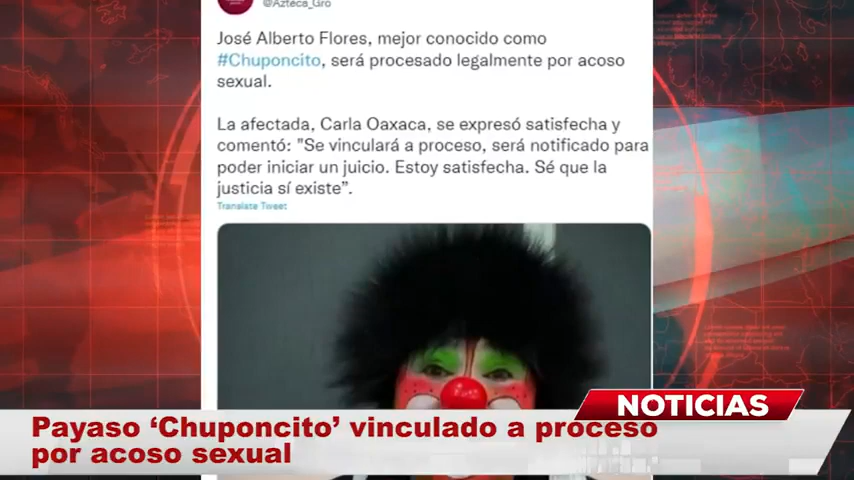 @Azteca_Gro
José Alberto Flores, mejor conocido como
#Chuponcito, será procesado legalmente por acoso
sexual.
La afectada, Carla Oaxaca, se expresó satisfecha y
comentó: "Se vinculará a proceso, será notificado para
poder iniciar un juicio. Estoy satisfecha. Sé que la
justicia sí existe”.
Translate Tweet
NOTICIAS
Payaso ‘Chuponcito’ vinculado a proceso
por acoso sexual